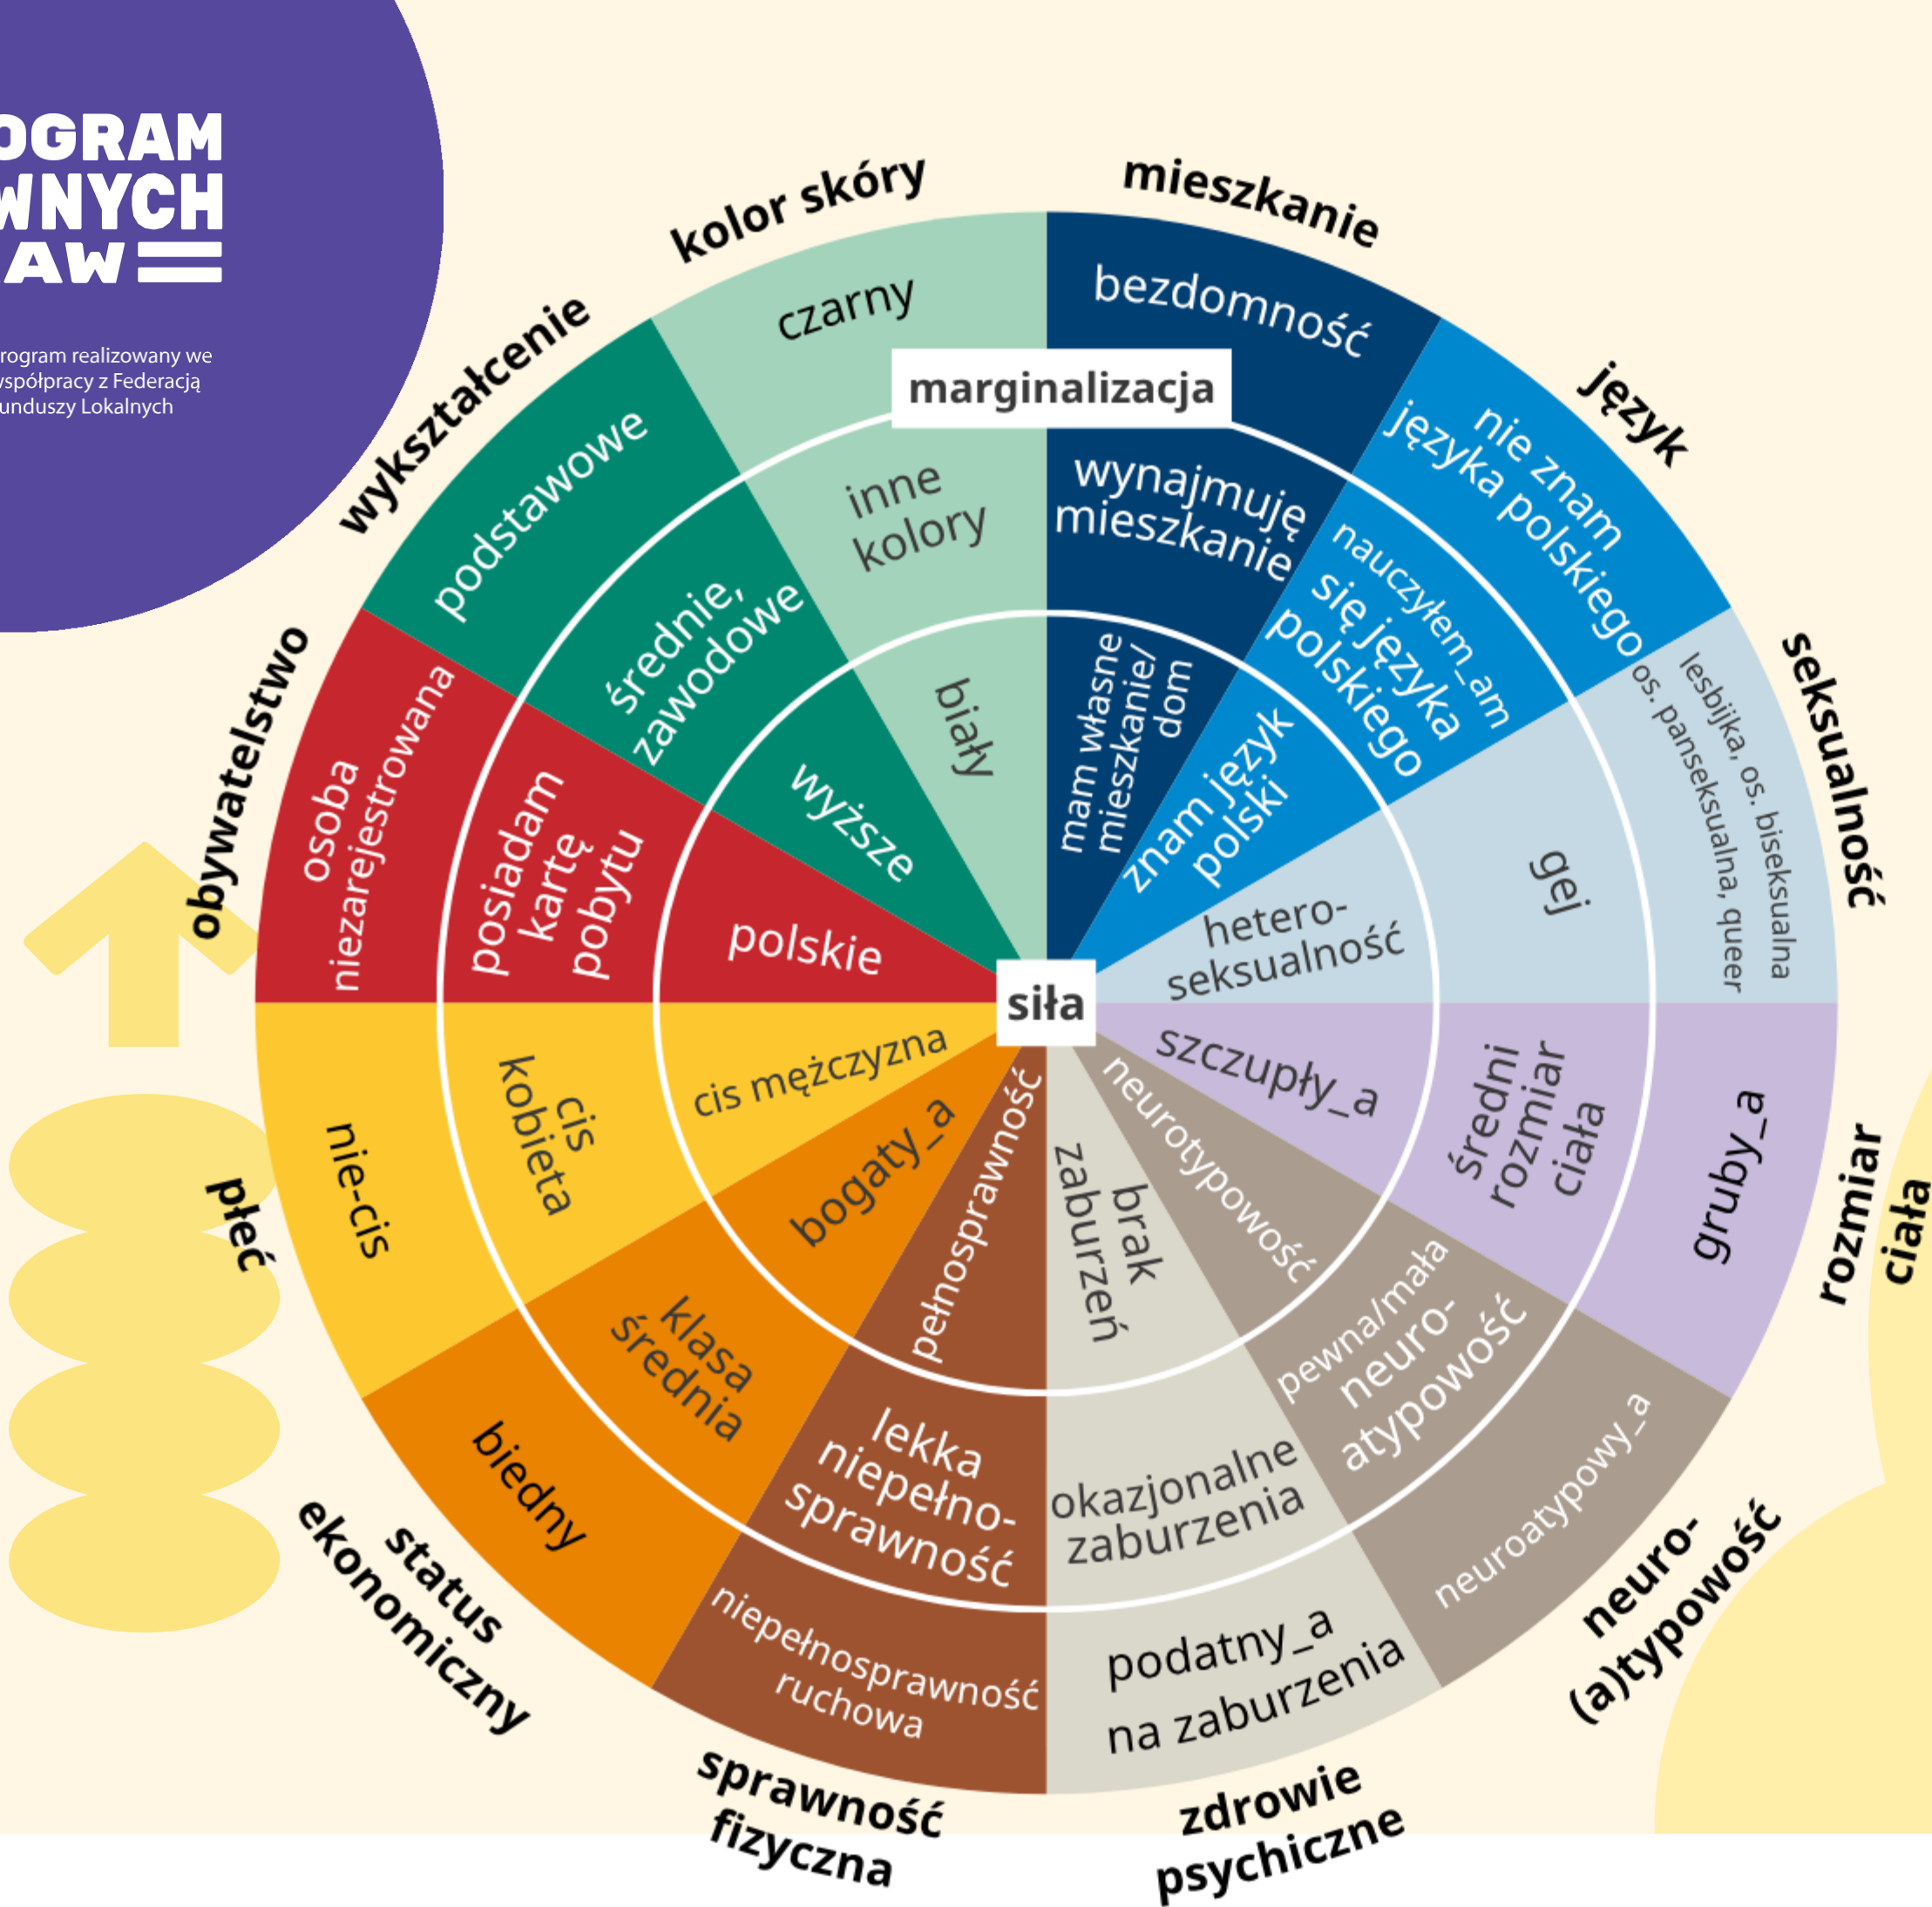 OGRAM
WNYCH
AW
rogram realizowany we
współpracy z Federacją
unduszy Lokalnych
mieszkanie
bezdomność
wynajmuję
mieszkanie
mam własne
mieszkanie/
dom
język
nie znam
języka polskiego
nauczyłem_am
się języka
polskiego
znam język
polski
seksualność
lesbijka, os. biseksualna
os. panseksualna, queer
gej
hetero-
seksualność
rozmiar
ciała
gruby_a
średni
rozmiar
ciała
szczupły_a
neuro-
(a)typowość
neuroatypowy_a
pewna/mała
neuro-
atypowość
neurotypowość
zdrowie
psychiczne
podatny_a
na zaburzenia
okazjonalne
zaburzenia
brak
zaburzeń
sprawność
fizyczna
niepełnosprawność
ruchowa
lekka
niepełno-
sprawność
pełnosprawność
status
ekonomiczny
biedny
klasa
średnia
bogaty_a
płeć
nie-cis
cis
kobieta
cis mężczyzna
obywatelstwo
osoba
niezarejestrowana
posiadam
kartę
pobytu
polskie
wykształcenie
podstawowe
średnie,
zawodowe
wyższe
kolor skóry
czarny
inne
kolory
biały
marginalizacja
siła